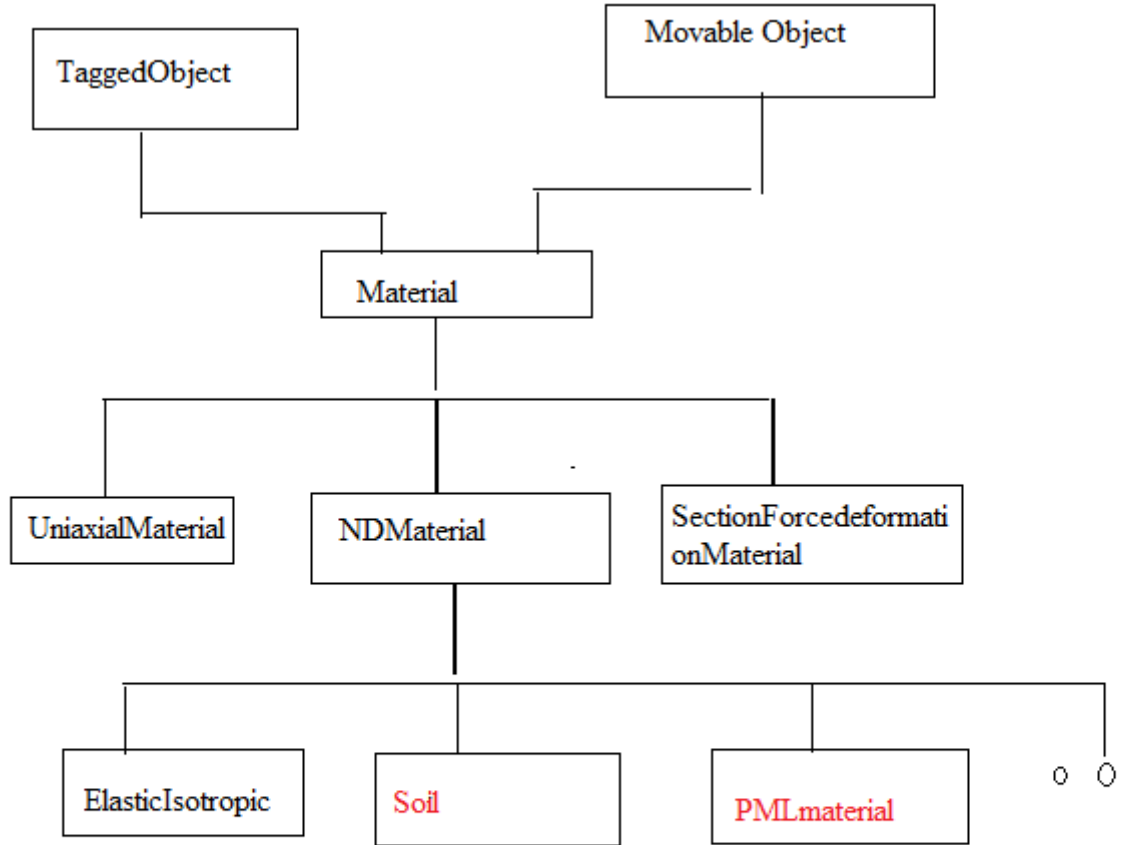 TaggedObject
Movable Object
Material
UniaxialMaterial
NDMaterial
SectionForcedeformati
onMaterial
ElasticIsotropic
Soil
PMLmaterial